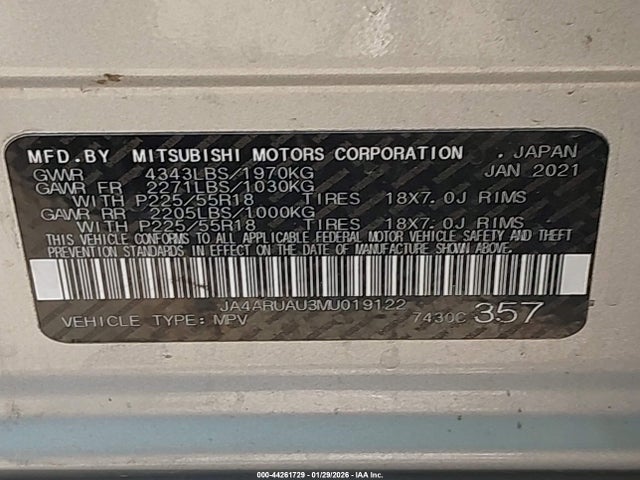 MFD.BY MITSUBISHI MOTORS CORPORATION . JAPAN
GVWR 4343LBS/1970KG JAN 2021
GAWR FR 2271LBS/1030KG
WITH P225/55R18 TIRES 18X7.0J RIMS
GAWR RR 2205LBS/1000KG
WITH P225/55R18 TIRES 18X7.0J RIMS
THIS VEHICLE CONFORMS TO ALL APPLICABLE FEDERAL MOTOR VEHICLE SAFETY AND THEFT
PREVENTION STANDARDS IN EFFECT ON THE DATE OF MANUFACTURE SHOWN ABOVE.
JA4ARUAU3MU019122
VEHICLE TYPE: MPV 7430C 357
000-44261729 - 01/29/2026 - IAA Inc.